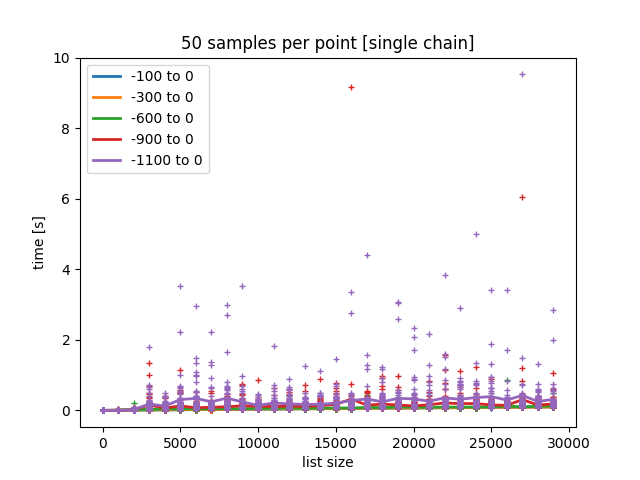 50 samples per point [single chain]
10
8
6
4
2
0
time [s]
-100 to 0
-300 to 0
-600 to 0
-900 to 0
-1100 to 0
0 5000 10000 15000 20000 25000 30000
list size